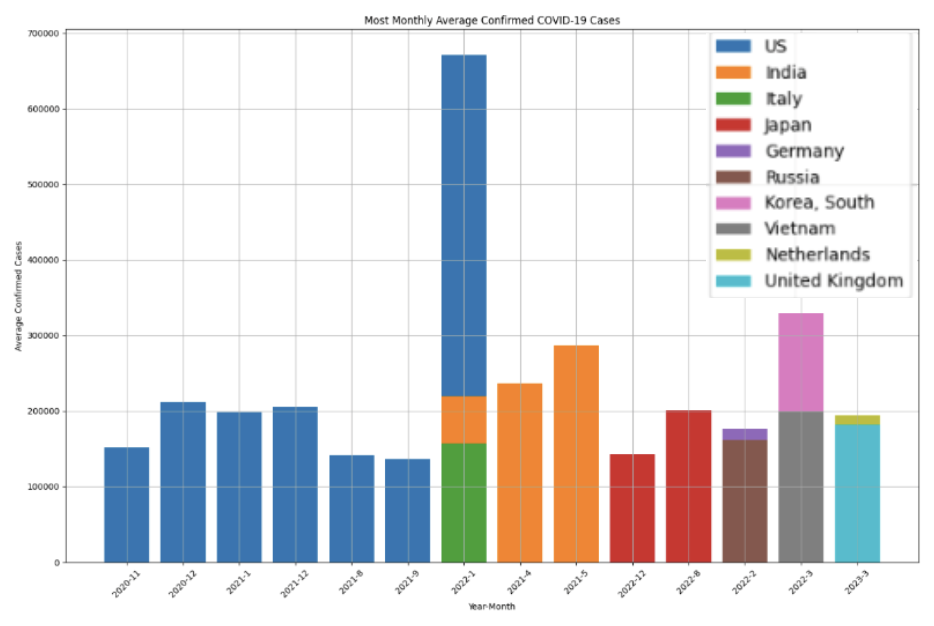 Most Monthly Average Confirmed COVID-19 Cases
700000
600000
500000
400000
300000
200000
100000
0
Average Confirmed Cases
US
India
Italy
Japan
Germany
Russia
Korea, South
Vietnam
Netherlands
United Kingdom
2020-11
2020-12
2021-1
2021-12
2021-8
2021-9
2022-1
2021-4
2021-5
2022-12
2022-8
2022-2
2022-3
2023-3
Year-Month